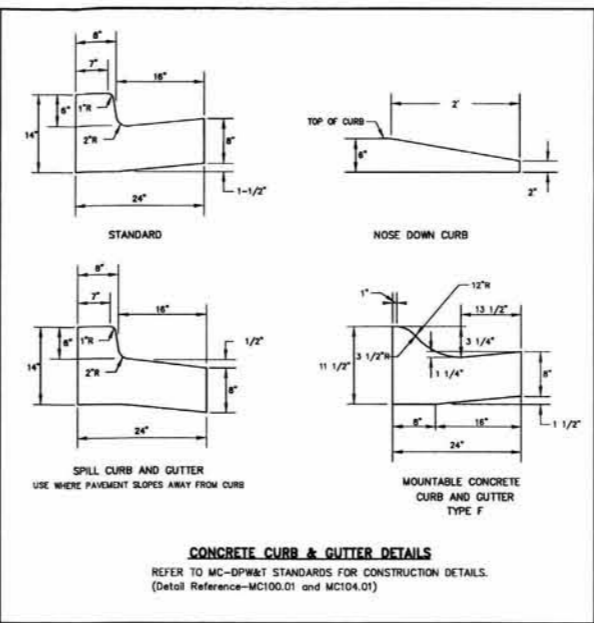 8"
7"
16"
1"R
6"
14"
2"R
8"
1-1/2"
24"
STANDARD
2'
TOP OF CURB
6"
2"
NOSE DOWN CURB
8"
7"
16"
1"R
6"
14"
2"R
1/2"
8"
24"
SPILL CURB AND GUTTER
USE WHERE PAVEMENT SLOPES AWAY FROM CURB
12"R
1"
13 1/2"
11 1/2"
3 1/2"R
3 1/4"
1 1/4"
8"
8"
16"
1 1/2"
24"
MOUNTABLE CONCRETE
CURB AND GUTTER
TYPE F
CONCRETE CURB & GUTTER DETAILS
REFER TO MC-DPW&T STANDARDS FOR CONSTRUCTION DETAILS.
(Detail Reference-MC100.01 and MC104.01)